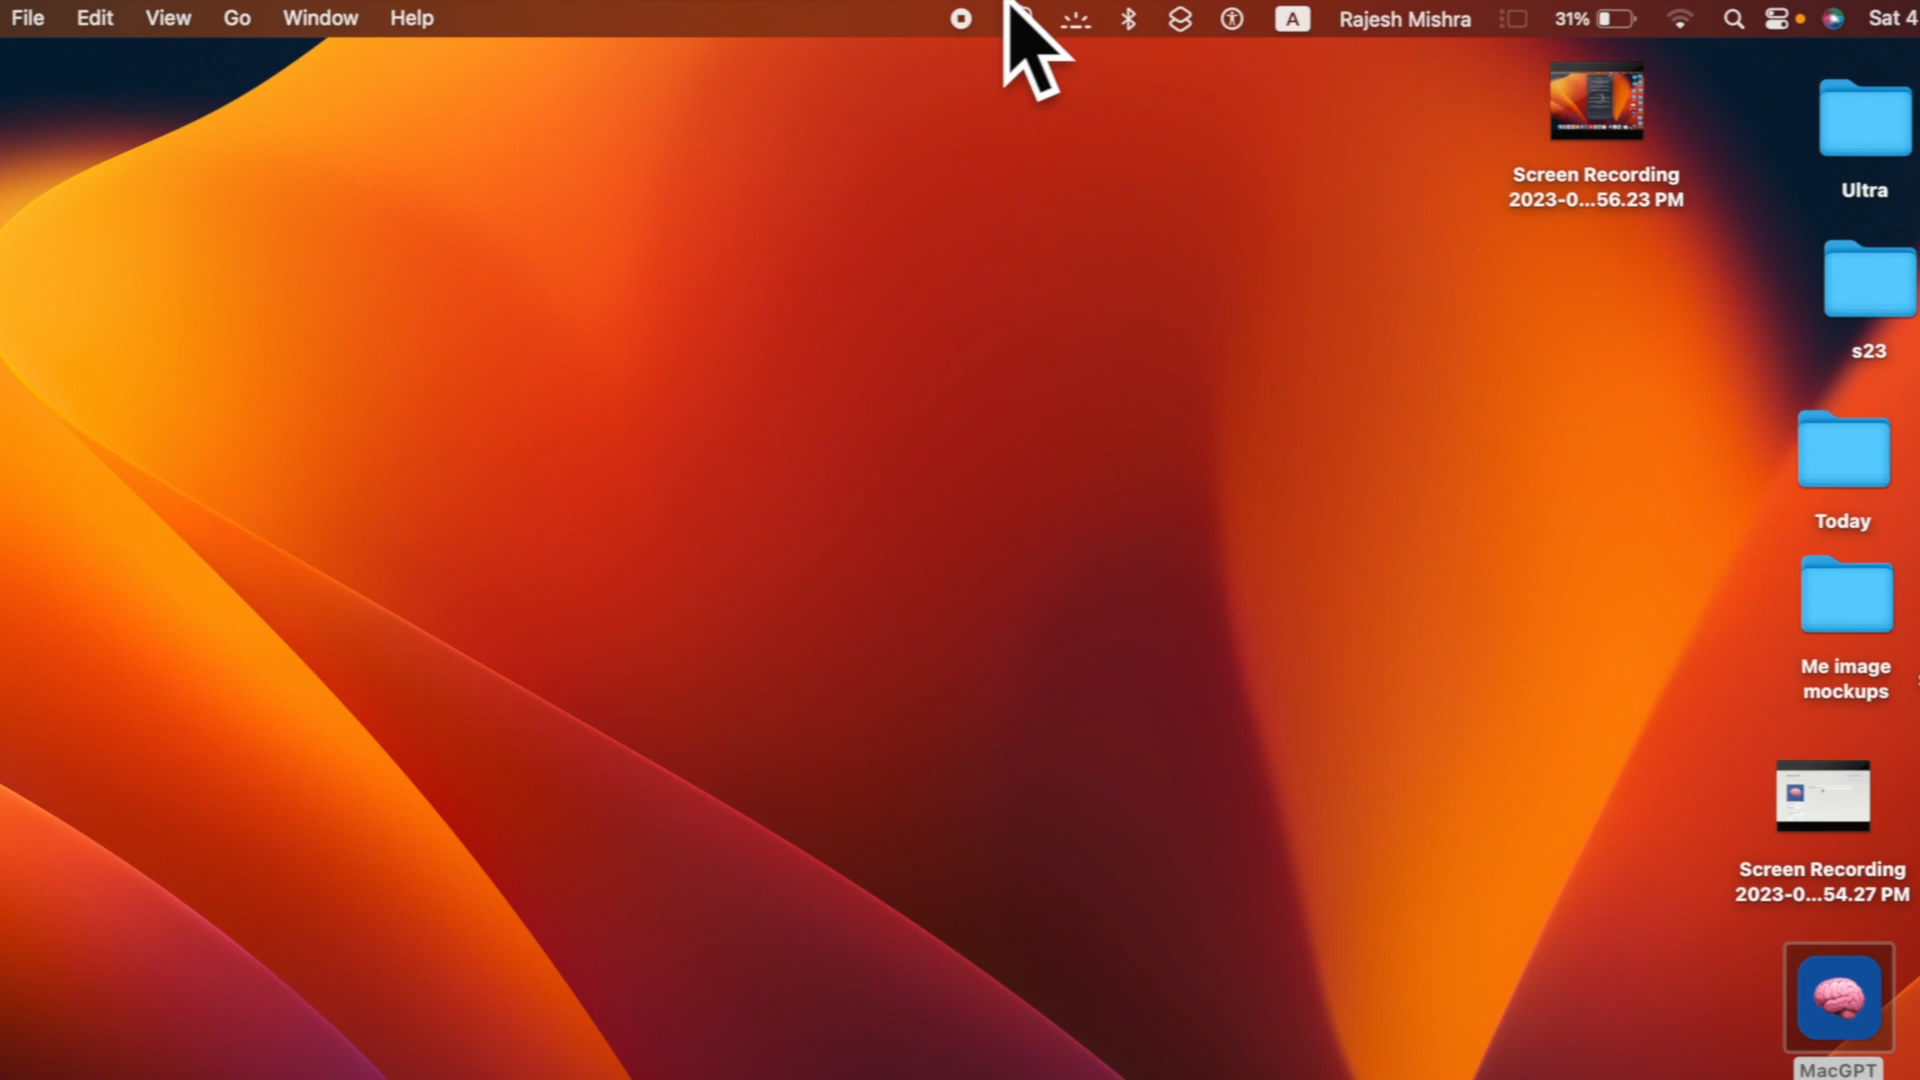 File Edit View Go Window Help A Rajesh Mishra 31% Sat 4
Screen Recording
2023-0...56.23 PM
Ultra
s23
Today
Me image
mockups
Screen Recording
2023-0...54.27 PM
MacGPT